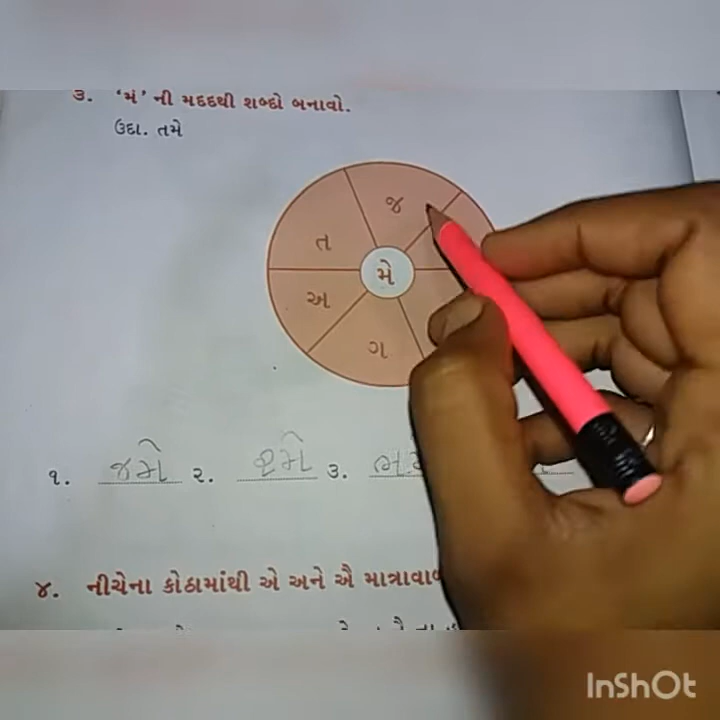 ૩. 'મે' ની મદદથી શબ્દો બનાવો.
ઉદા. તમે
જ
ત
મે
અ
ગ
૧. જમે ૨. રમે ૩.
૪. નીચેના કોઠામાંથી એ અને ઐ
InShOt